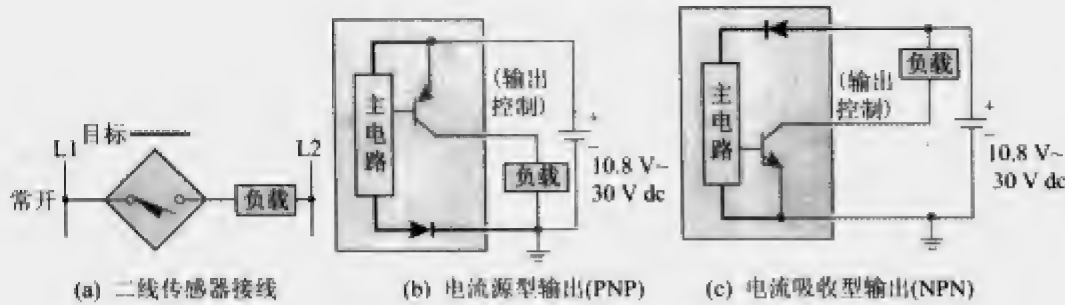 目标
L1
L2
常开
负载
(a) 二线传感器接线
主电路
(输出
控制)
+
−
负载
10.8 V~
30 V dc
(b) 电流源型输出(PNP)
主电路
(输出
控制)
负载
+
−
10.8 V~
30 V dc
(c) 电流吸收型输出(NPN)